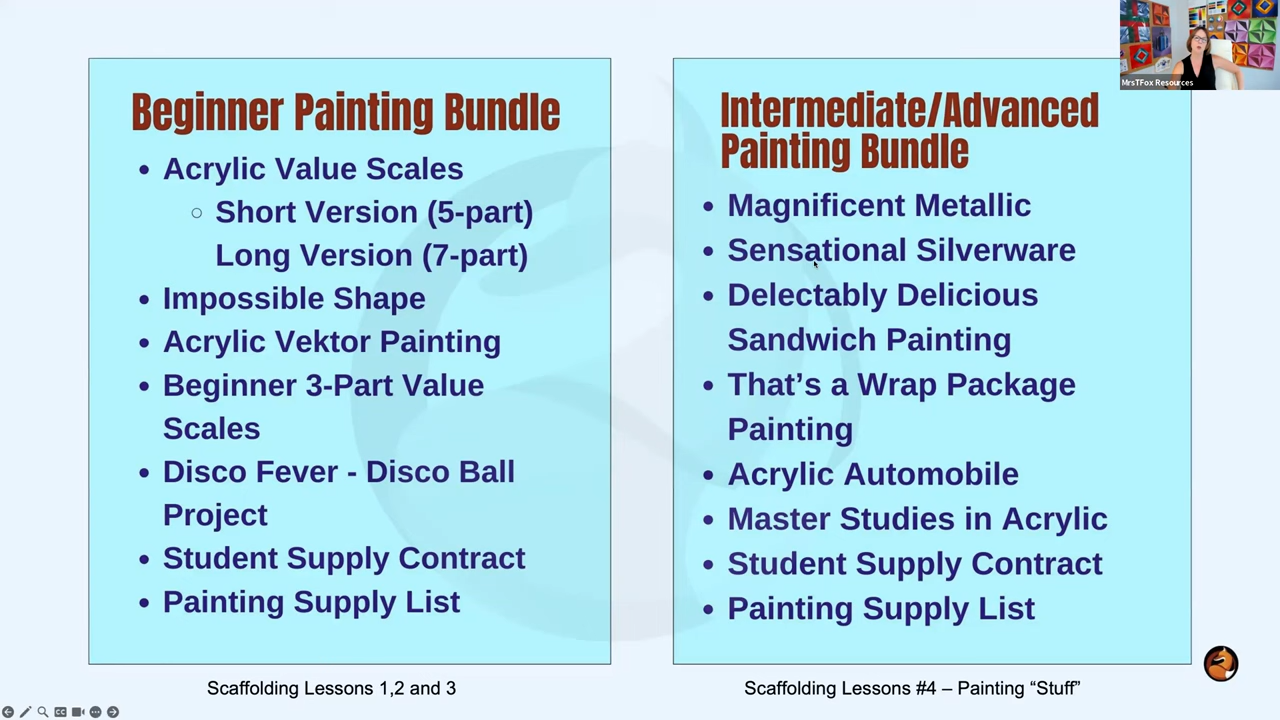 MrsTFox Resources
Beginner Painting Bundle
• Acrylic Value Scales
○ Short Version (5-part)
Long Version (7-part)
• Impossible Shape
• Acrylic Vektor Painting
• Beginner 3-Part Value
Scales
• Disco Fever - Disco Ball
Project
• Student Supply Contract
• Painting Supply List
Scaffolding Lessons 1,2 and 3
Intermediate/Advanced
Painting Bundle
• Magnificent Metallic
• Sensational Silverware
• Delectably Delicious
Sandwich Painting
• That’s a Wrap Package
Painting
• Acrylic Automobile
• Master Studies in Acrylic
• Student Supply Contract
• Painting Supply List
Scaffolding Lessons #4 – Painting “Stuff”